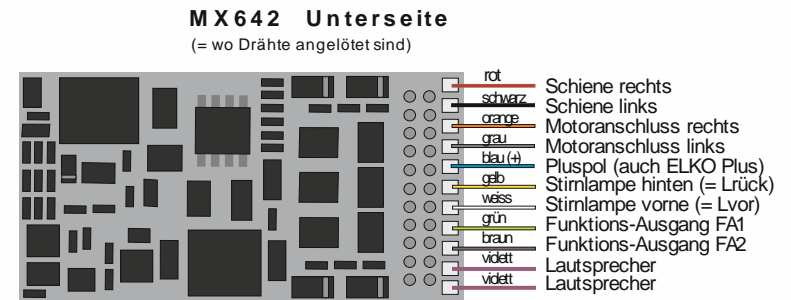 MX642 Unterseite
(= wo Drähte angelötet sind)
rot Schiene rechts
schwarz Schiene links
orange Motoranschluss rechts
grau Motoranschluss links
blau (+) Pluspol (auch ELKO Plus)
gelb Stirnlampe hinten (= Lrück)
weiss Stirnlampe vorne (= Lvor)
grün Funktions-Ausgang FA1
braun Funktions-Ausgang FA2
violett Lautsprecher
violett Lautsprecher